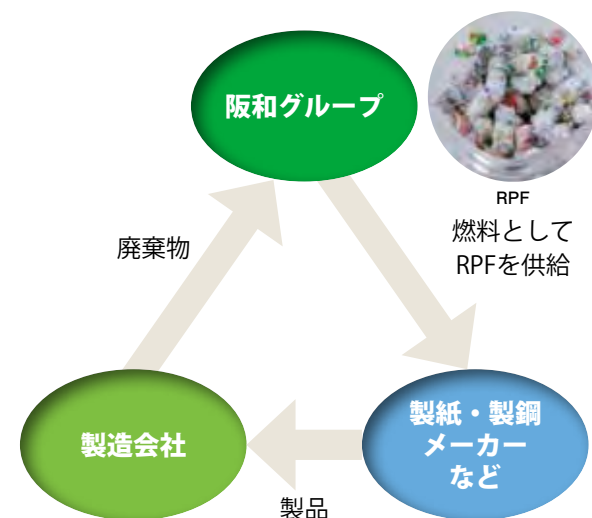 阪和グループ
RPF
燃料として
RPFを供給
廃棄物
製造会社
製紙・製鋼
メーカー
など
製品